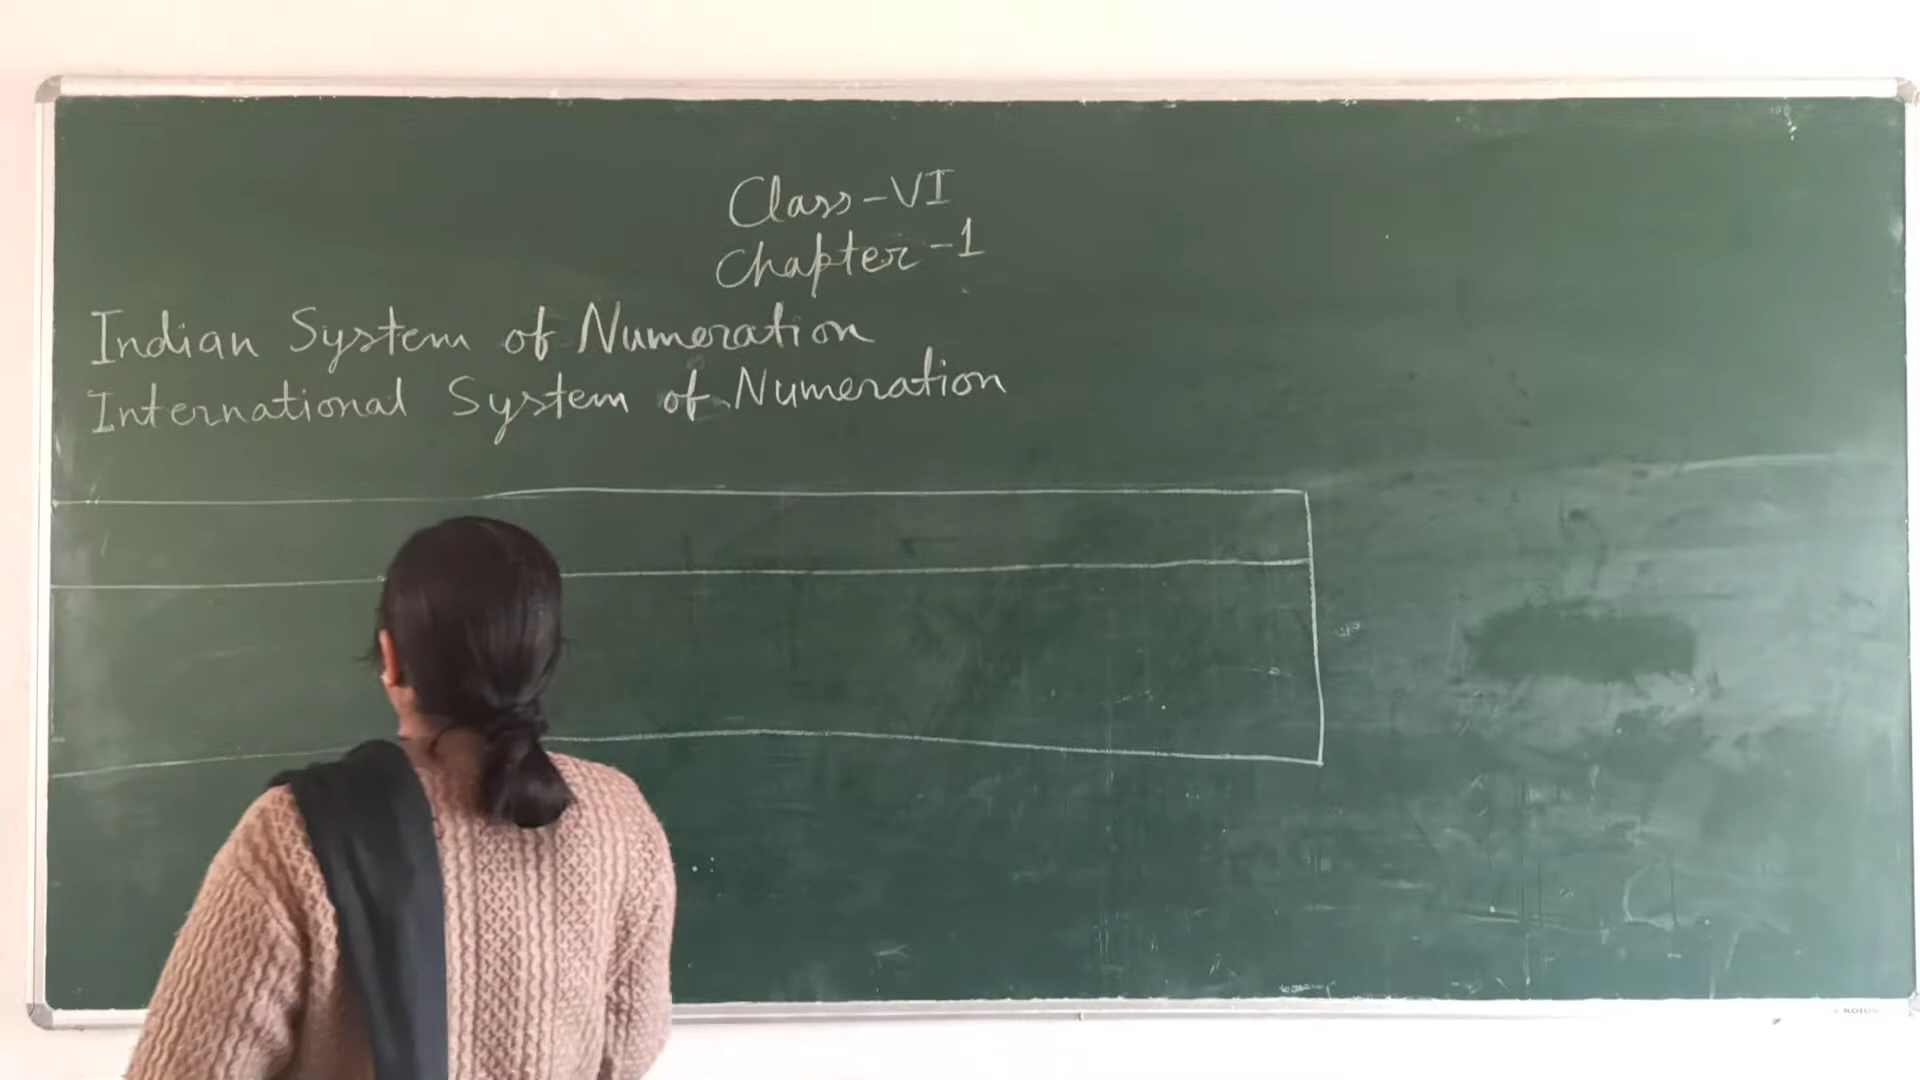 Class-VI
Chapter-1
Indian System of Numeration
International System of Numeration